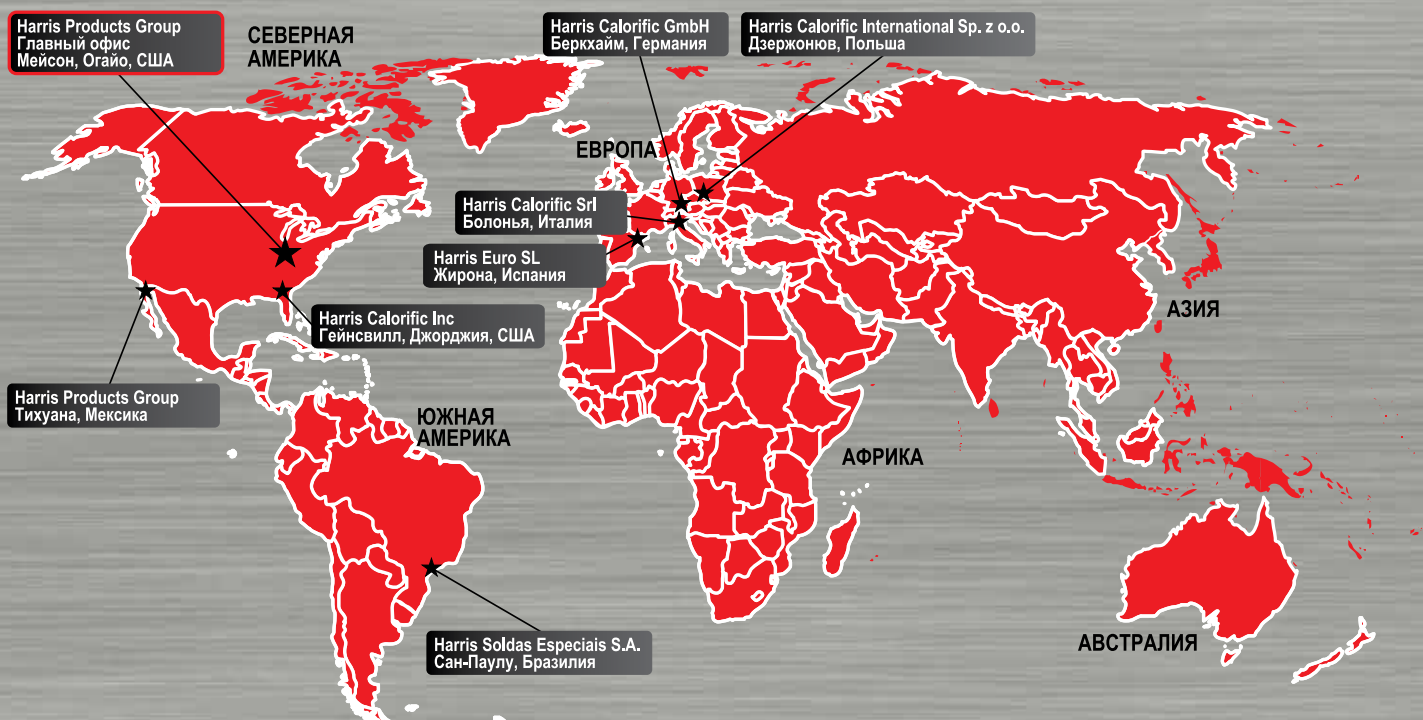 Harris Products Group
Главный офис
Мейсон, Огайо, США
СЕВЕРНАЯ
АМЕРИКА
Harris Calorific GmbH
Беркхайм, Германия
Harris Calorific International Sp. z o.o.
Дзержонюв, Польша
ЕВРОПА
Harris Calorific Srl
Болонья, Италия
Harris Euro SL
Жирона, Испания
АЗИЯ
Harris Calorific Inc
Гейнсвилл, Джорджия, США
Harris Products Group
Тихуана, Мексика
ЮЖНАЯ
АМЕРИКА
АФРИКА
Harris Soldas Especiais S.A.
Сан-Паулу, Бразилия
АВСТРАЛИЯ